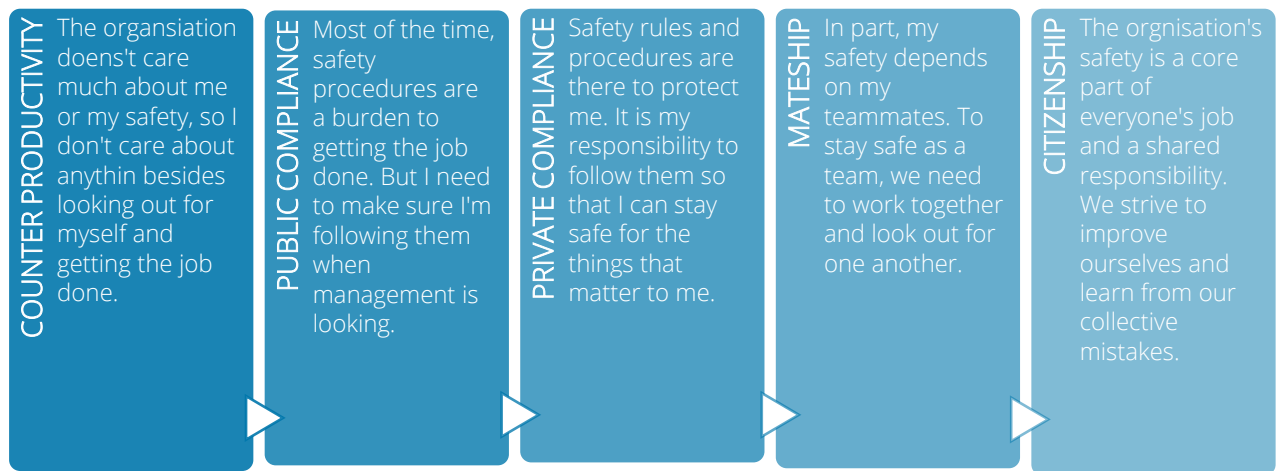 COUNTER PRODUCTIVITY
The organsiation
doens't care
much about me
or my safety, so I
don't care about
anythin besides
looking out for
myself and
getting the job
done.
PUBLIC COMPLIANCE
Most of the time,
safety
procedures are
a burden to
getting the job
done. But I need
to make sure I'm
following them
when
management is
looking.
PRIVATE COMPLIANCE
Safety rules and
procedures are
there to protect
me. It is my
responsibility to
follow them so
that I can stay
safe for the
things that
matter to me.
MATESHIP
In part, my
safety depends
on my
teammates. To
stay safe as a
team, we need
to work together
and look out for
one another.
CITIZENSHIP
The orgnisation's
safety is a core
part of
everyone's job
and a shared
responsibility.
We strive to
improve
ourselves and
learn from our
collective
mistakes.